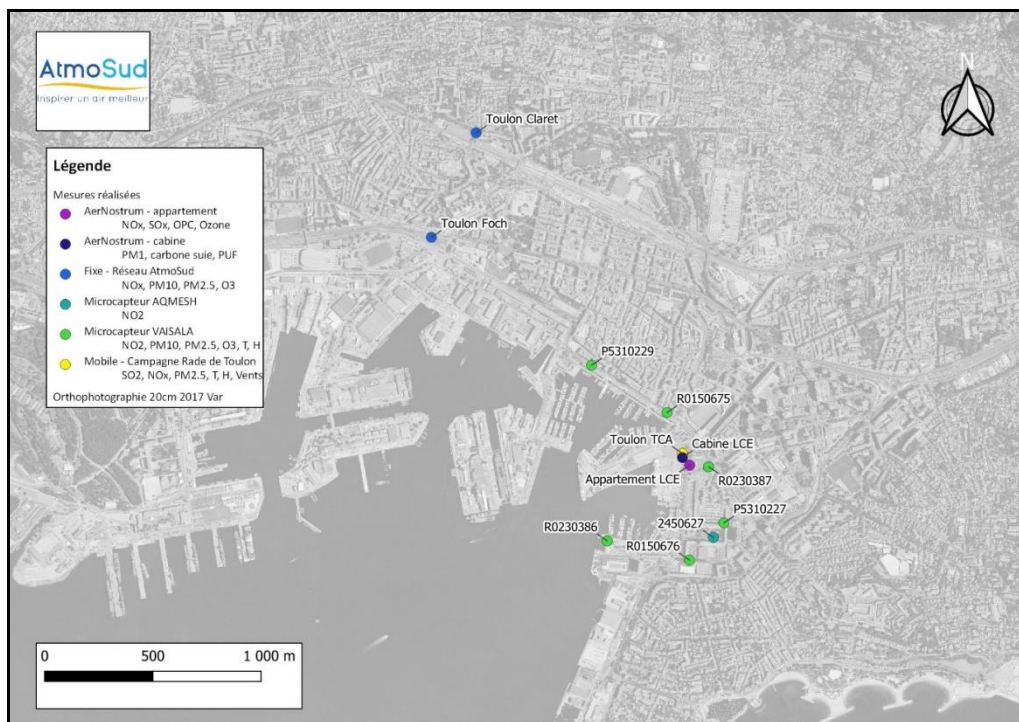 AtmoSud
Inspirer un air meilleur
N
Toulon Claret
Légende
Mesures réalisées
AerNostrum - appartement
NOx, SOx, OPC, Ozone
AerNostrum - cabine
PM1, carbone suie, PUF
Fixe - Réseau AtmoSud
NOx, PM10, PM2.5, O3
Microcapteur AQMESH
NO2
Microcapteur VAISALA
NO2, PM10, PM2.5, O3, T, H
Mobile - Campagne Rade de Toulon
SO2, NOx, PM2.5, T, H, Vents
Orthophotographie 20cm 2017 Var
Toulon Foch
P5310229
R0150675
Toulon TCA
Cabine LCE
Appartement LCE
R0230387
P5310227
2450627
R0230386
R0150676
0 500 1 000 m